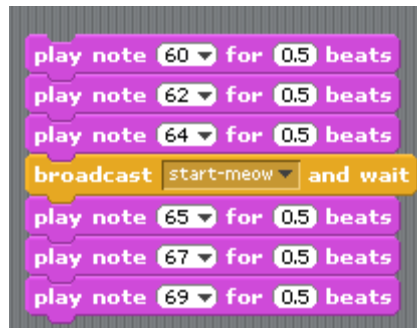 play note 60 for 0.5 beats
play note 62 for 0.5 beats
play note 64 for 0.5 beats
broadcast start-meow and wait
play note 65 for 0.5 beats
play note 67 for 0.5 beats
play note 69 for 0.5 beats